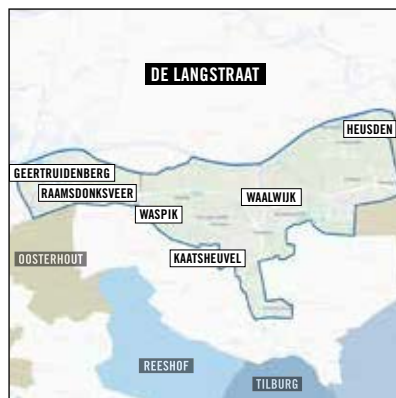 DE LANGSTRAAT
HEUSDEN
GEERTRUIDENBERG
RAAMSDONKSVEER
WAALWIJK
WASPIK
KAATSHEUVEL
OOSTERHOUT
REESHOF
TILBURG